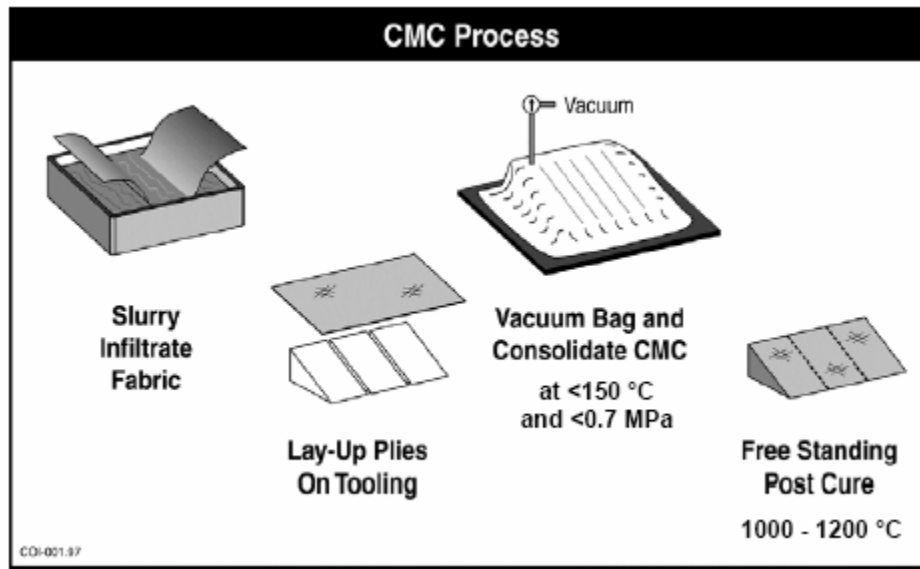 CMC Process
Vacuum
Slurry
Infiltrate
Fabric
Lay-Up Plies
On Tooling
Vacuum Bag and
Consolidate CMC
at <150 °C
and <0.7 MPa
Free Standing
Post Cure
1000 - 1200 °C
COI-001.97